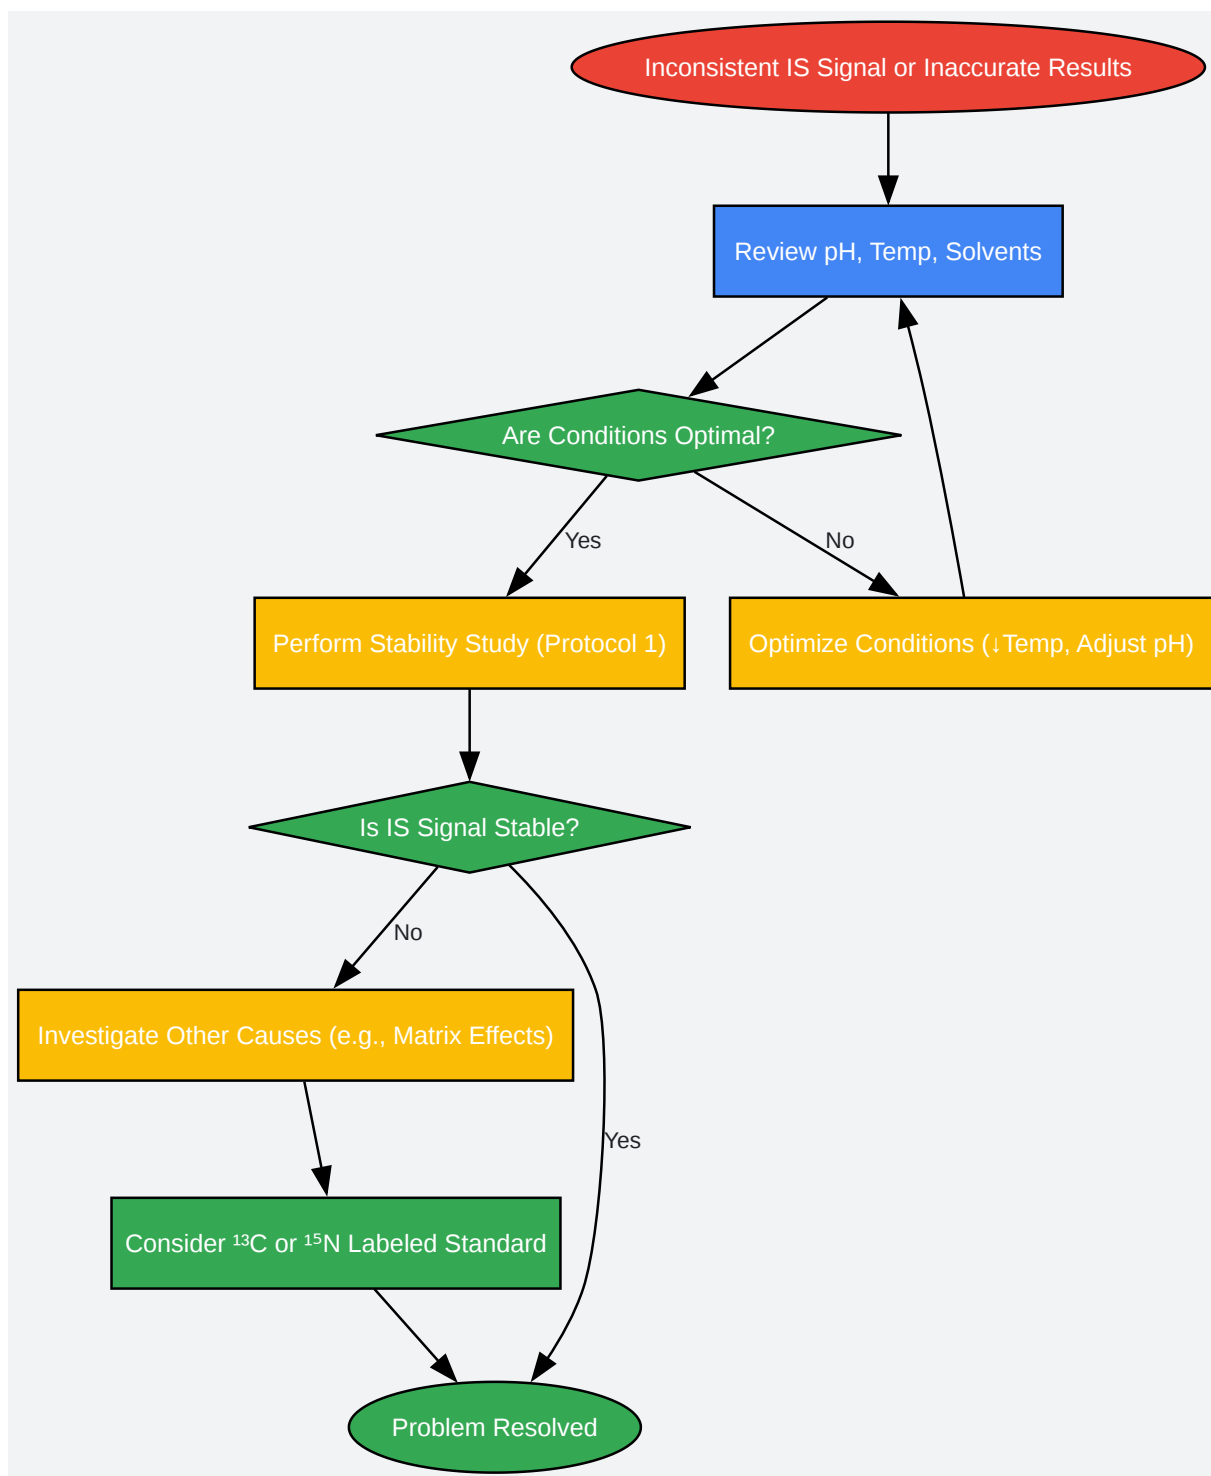 Inconsistent IS Signal or Inaccurate Results
Review pH, Temp, Solvents
Are Conditions Optimal?
Yes
No
Perform Stability Study (Protocol 1)
Optimize Conditions (↓Temp, Adjust pH)
Is IS Signal Stable?
No
Investigate Other Causes (e.g., Matrix Effects)
Yes
Consider ¹³C or ¹⁵N Labeled Standard
Problem Resolved